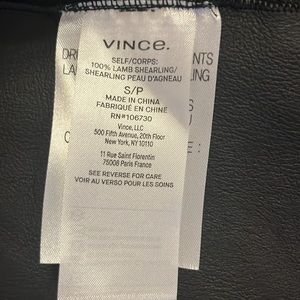 VINCE.
SELF/CORPS:
100% LAMB SHEARLING/
SHEARLING PEAU D'AGNEAU
S/P
MADE IN CHINA
FABRIQUÉ EN CHINE
RN#106730
Vince, LLC
500 Fifth Avenue, 20th Floor
New York, NY 10110
11 Rue Saint Florentin
75008 Paris France
SEE REVERSE FOR CARE
VOIR AU VERSO POUR LES SOINS